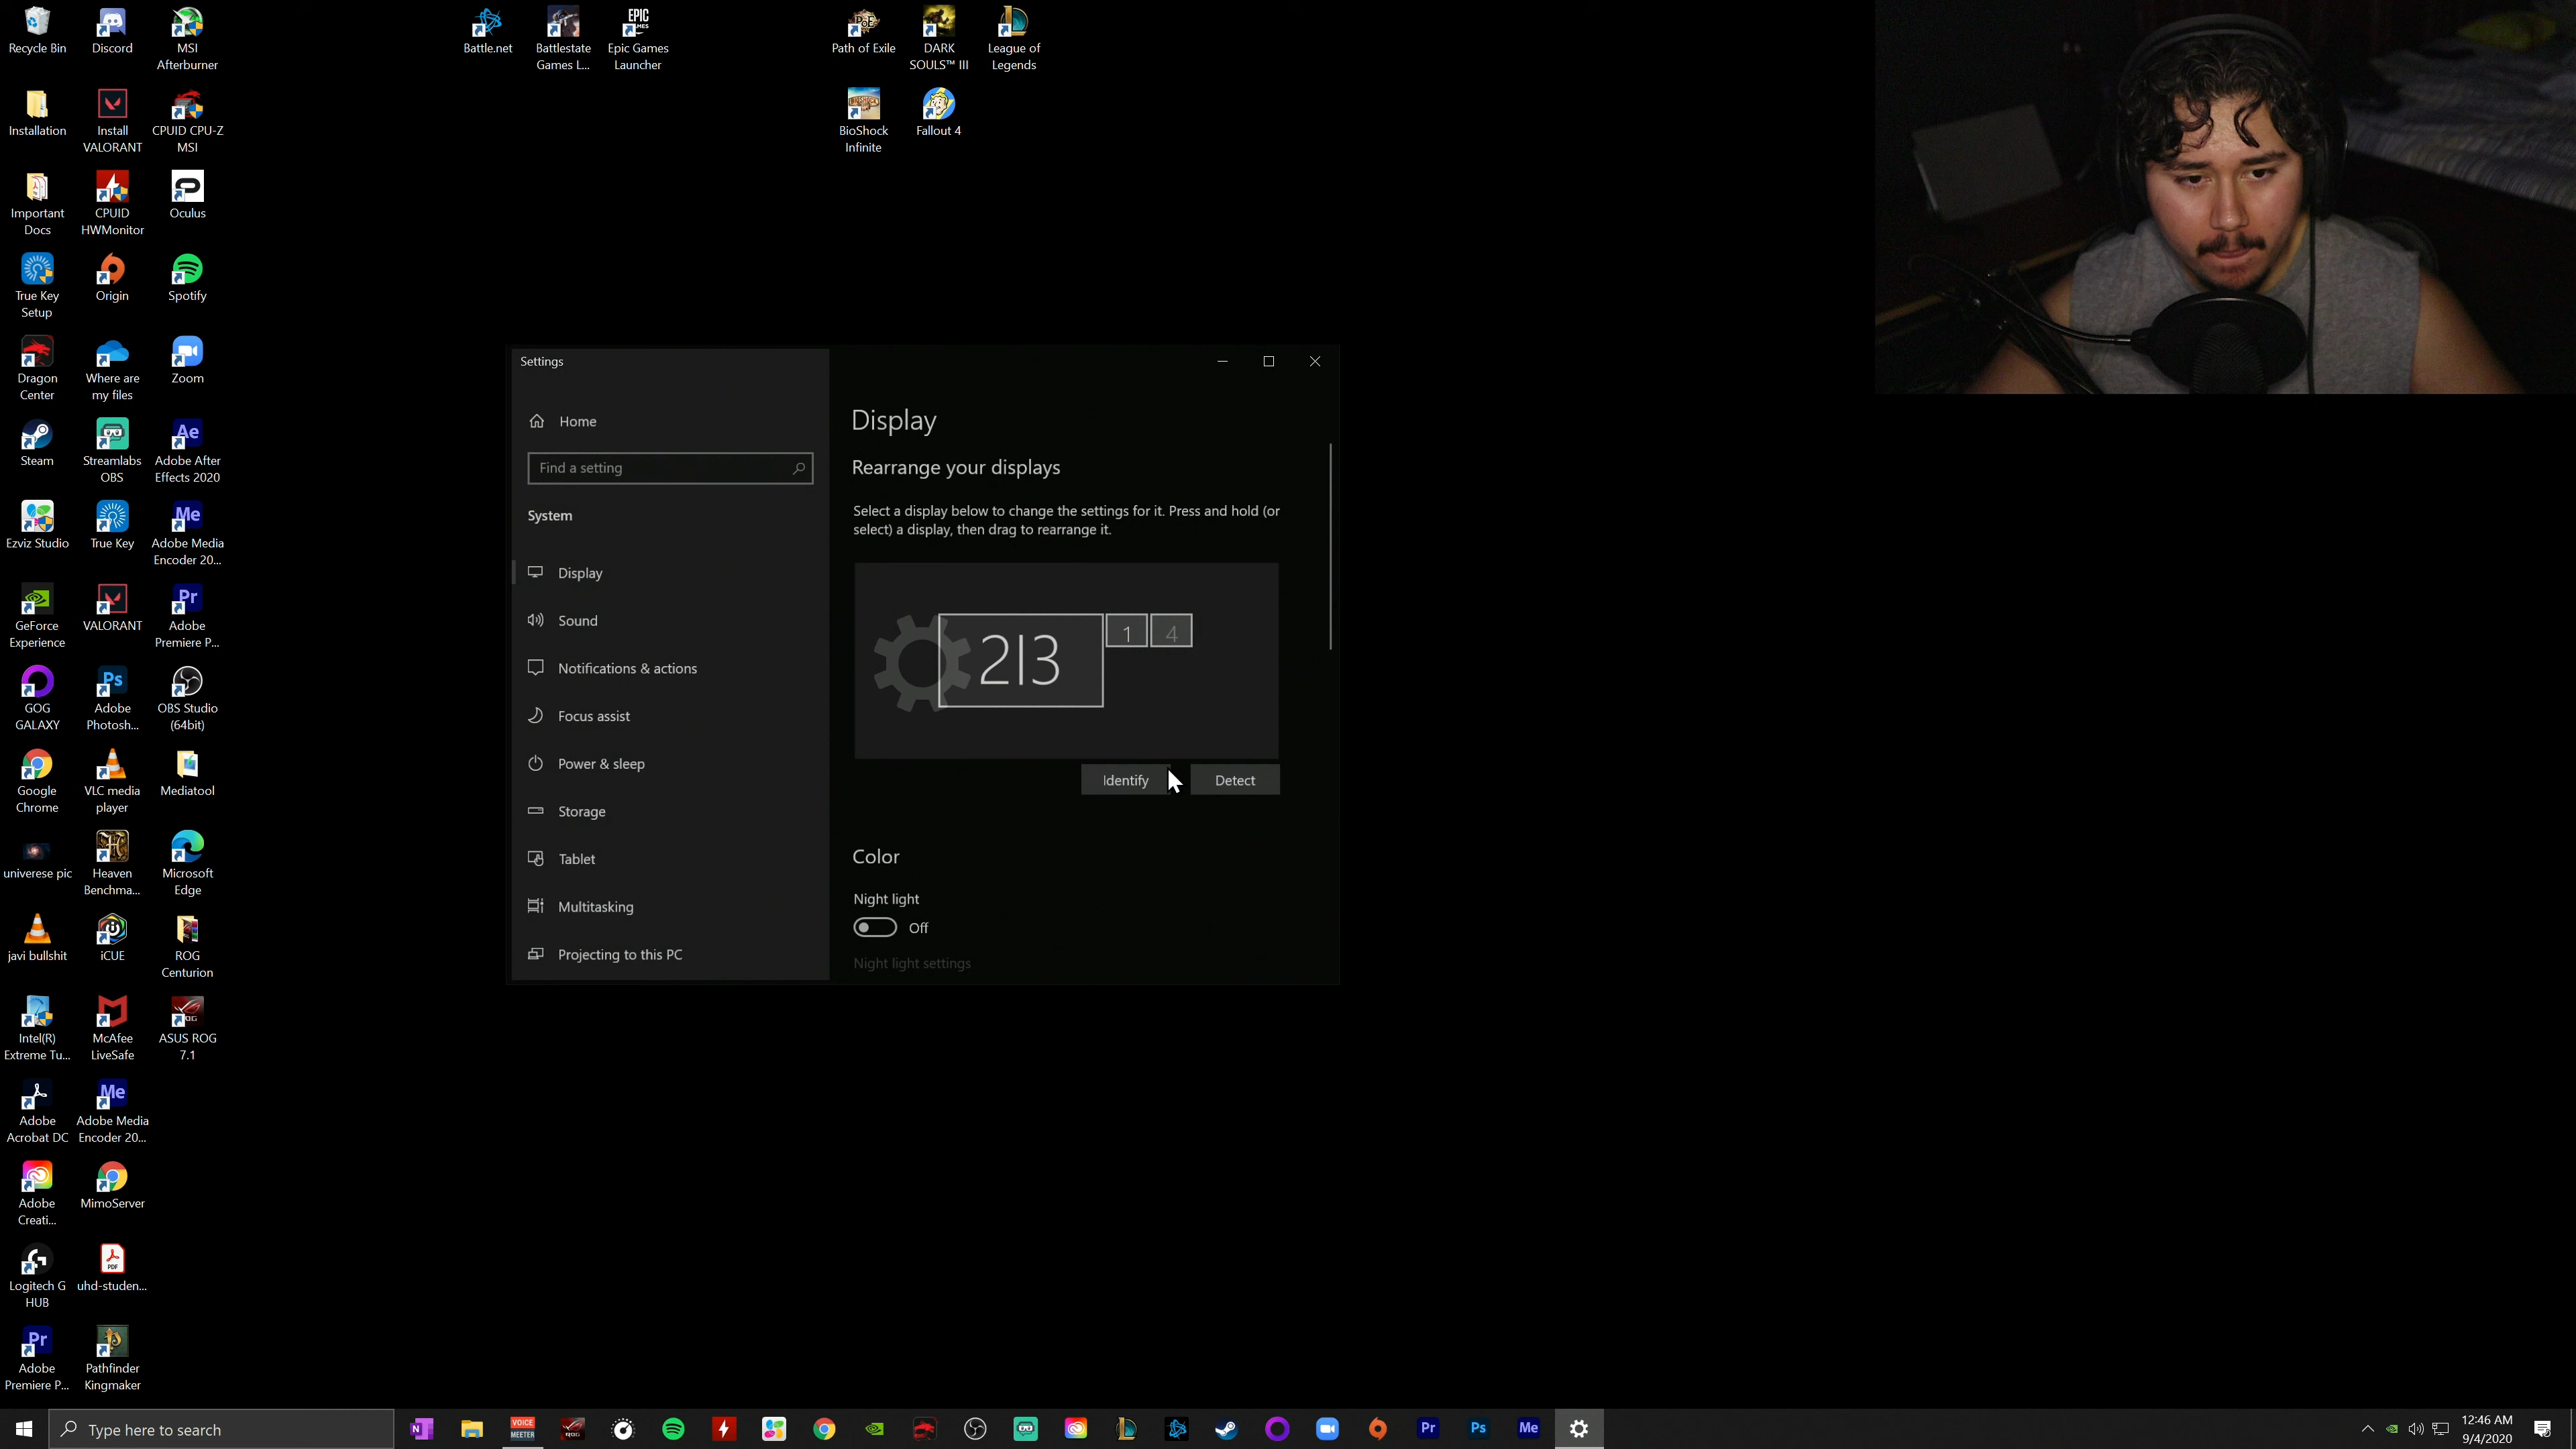 Recycle Bin
Discord
MSI
Afterburner
Battle.net
Battlestate
Games L...
EPIC
GAMES
Epic Games
Launcher
Path of Exile
DARK
SOULS™ III
League of
Legends
Installation
Install
VALORANT
CPUID CPU-Z
MSI
BioShock
Infinite
Fallout 4
Important
Docs
CPUID
HWMonitor
Oculus
True Key
Setup
Origin
Spotify
Dragon
Center
Where are
my files
Zoom
Steam
Streamlabs
OBS
Ae
Adobe After
Effects 2020
Ezviz Studio
True Key
Me
Adobe Media
Encoder 20...
GeForce
Experience
VALORANT
Pr
Adobe
Premiere P...
GOG
GALAXY
Ps
Adobe
Photosh...
OBS Studio
(64bit)
Google
Chrome
VLC media
player
Mediatool
univerese pic
Heaven
Benchma...
Microsoft
Edge
javi bullshit
iCUE
ROG
Centurion
Intel(R)
Extreme Tu...
McAfee
LiveSafe
ASUS ROG
7.1
Adobe
Acrobat DC
Me
Adobe Media
Encoder 20...
Adobe
Creati...
MimoServer
Logitech G
HUB
PDF
uhd-studen...
Pr
Adobe
Premiere P...
Pathfinder
Kingmaker
Settings
Home
Find a setting
System
Display
Sound
Notifications & actions
Focus assist
Power & sleep
Storage
Tablet
Multitasking
Projecting to this PC
Display
Rearrange your displays
Select a display below to change the settings for it. Press and hold (or
select) a display, then drag to rearrange it.
2|3
1
4
Identify
Detect
Color
Night light
Off
Night light settings
Type here to search
N
VOICE
MEETER
Pr
Ps
Me
12:46 AM
9/4/2020